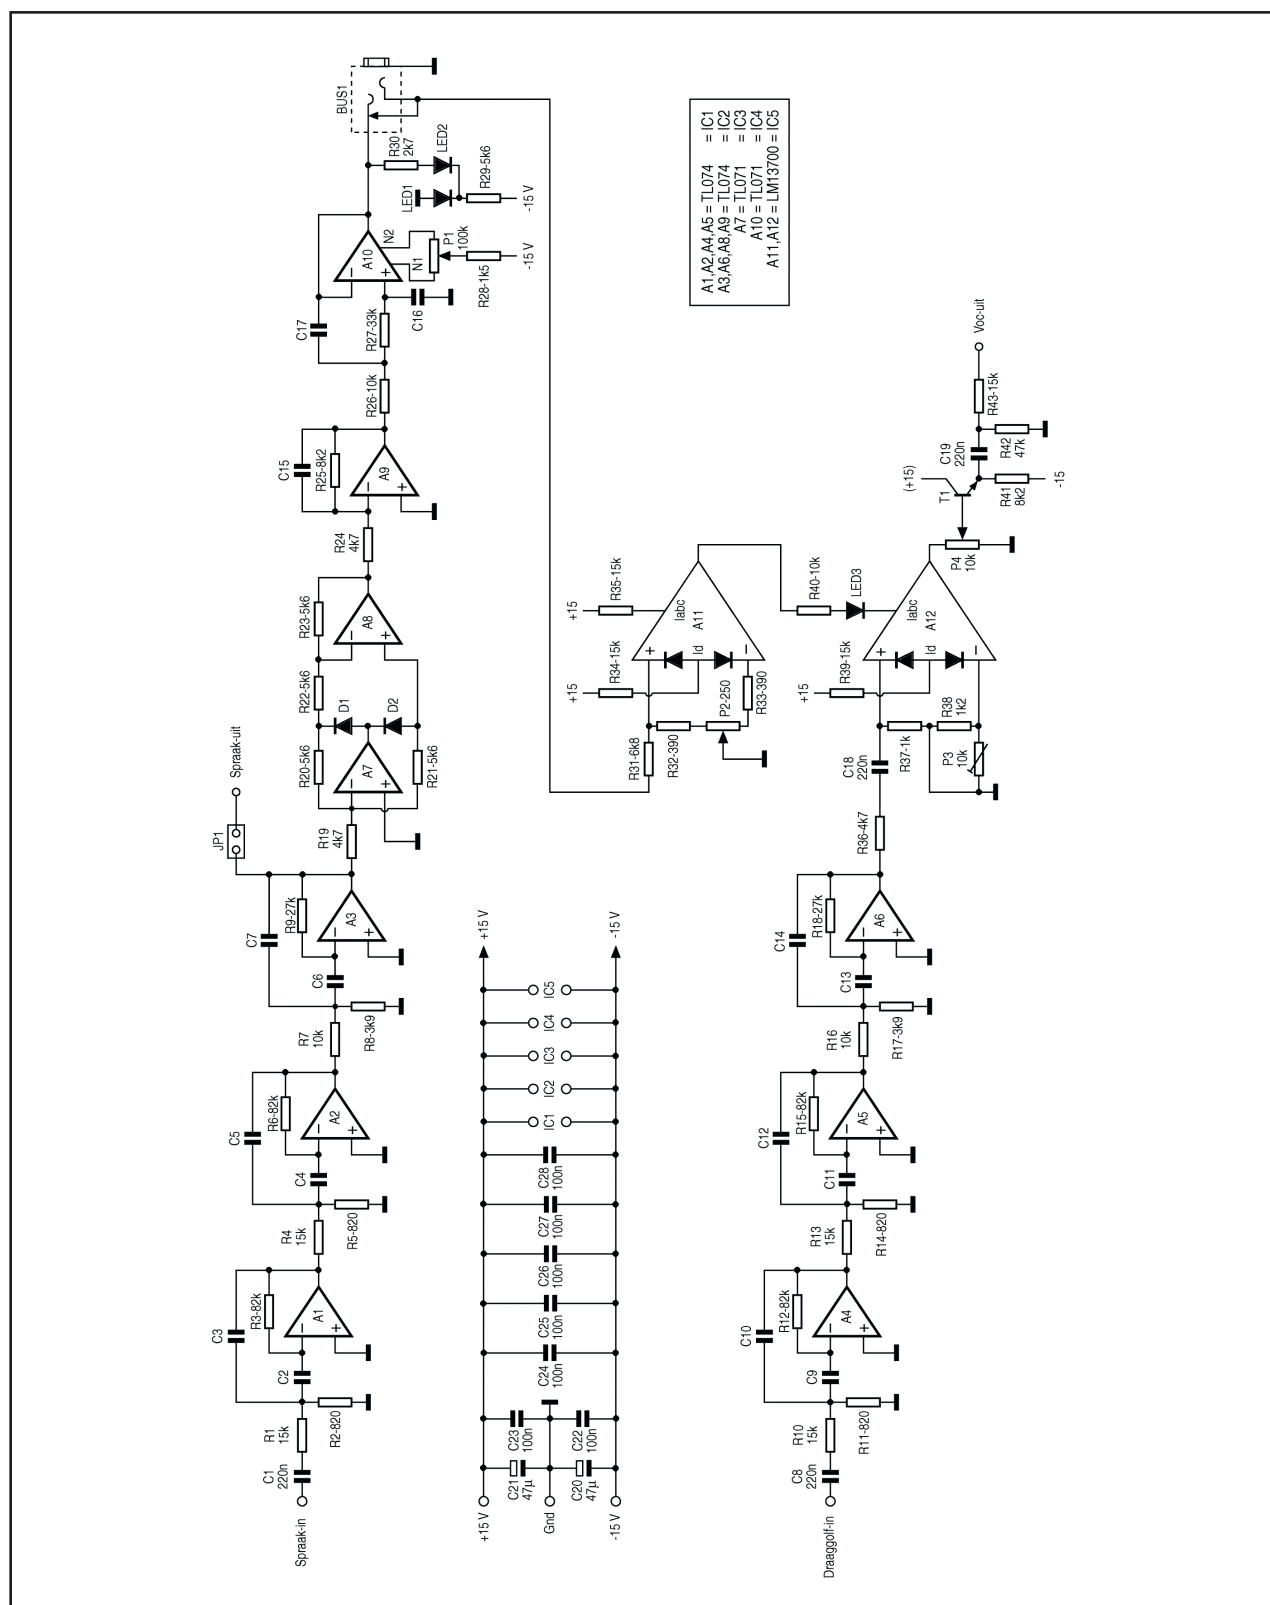 Spraak-in
C1
220n
R1
15k
R2-820
C2
C3
R3-82k
A1
R4
15k
R5-820
C4
C5
R6-82k
A2
R7
10k
R8-3k9
C6
C7
R9-27k
A3
JP1
Spraak-uit
R19
4k7
R20-5k6
R21-5k6
A7
D1
D2
R22-5k6
R23-5k6
A8
R24
4k7
C15
R25-8k2
A9
R26-10k
R27-33k
C16
C17
A10
N1
N2
P1
100k
R28-1k5
-15 V
LED1
R30
2k7
LED2
R29-5k6
-15 V
BUS1
+15 V
Gnd
-15 V
C21
47µ
C20
47µ
C23
100n
C22
100n
C24
100n
C25
100n
C26
100n
C27
100n
C28
100n
IC1
IC2
IC3
IC4
IC5
+15 V
-15 V
R31-6k8
R32-390
P2-250
R33-390
R34-15k
+15
R35-15k
+15
Iabc
A11
Id
+
−
A1,A2,A4,A5 = TL074 = IC1
A3,A6,A8,A9 = TL074 = IC2
A7 = TL071 = IC3
A10 = TL071 = IC4
A11,A12 = LM13700 = IC5
Draaggolf-in
C8
220n
R10
15k
R11-820
C9
C10
R12-82k
A4
R13
15k
R14-820
C11
C12
R15-82k
A5
R16
10k
R17-3k9
C13
C14
R18-27k
A6
R36-4k7
C18
220n
R37-1k
R38
1k2
P3
10k
R39-15k
+15
R40-10k
LED3
Iabc
A12
Id
+
−
P4
10k
T1
(+15)
R41
8k2
-15
C19
220n
R42
47k
R43-15k
Voc-uit